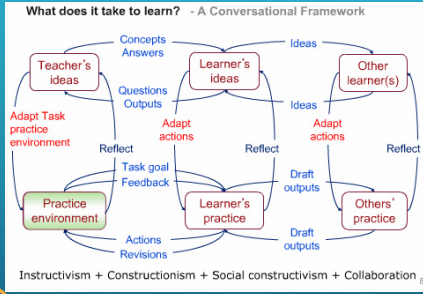 What does it take to learn? - A Conversational Framework
Concepts
Answers
Ideas
Teacher's
ideas
Learner's
ideas
Other
learner(s)
Questions
Outputs
Ideas
Adapt Task
practice
environment
Reflect
Adapt
actions
Reflect
Adapt
actions
Reflect
Task goal
Feedback
Draft
outputs
Practice
environment
Learner's
practice
Others'
practice
Actions
Revisions
Draft
outputs
Instructivism + Constructionism + Social constructivism + Collaboration